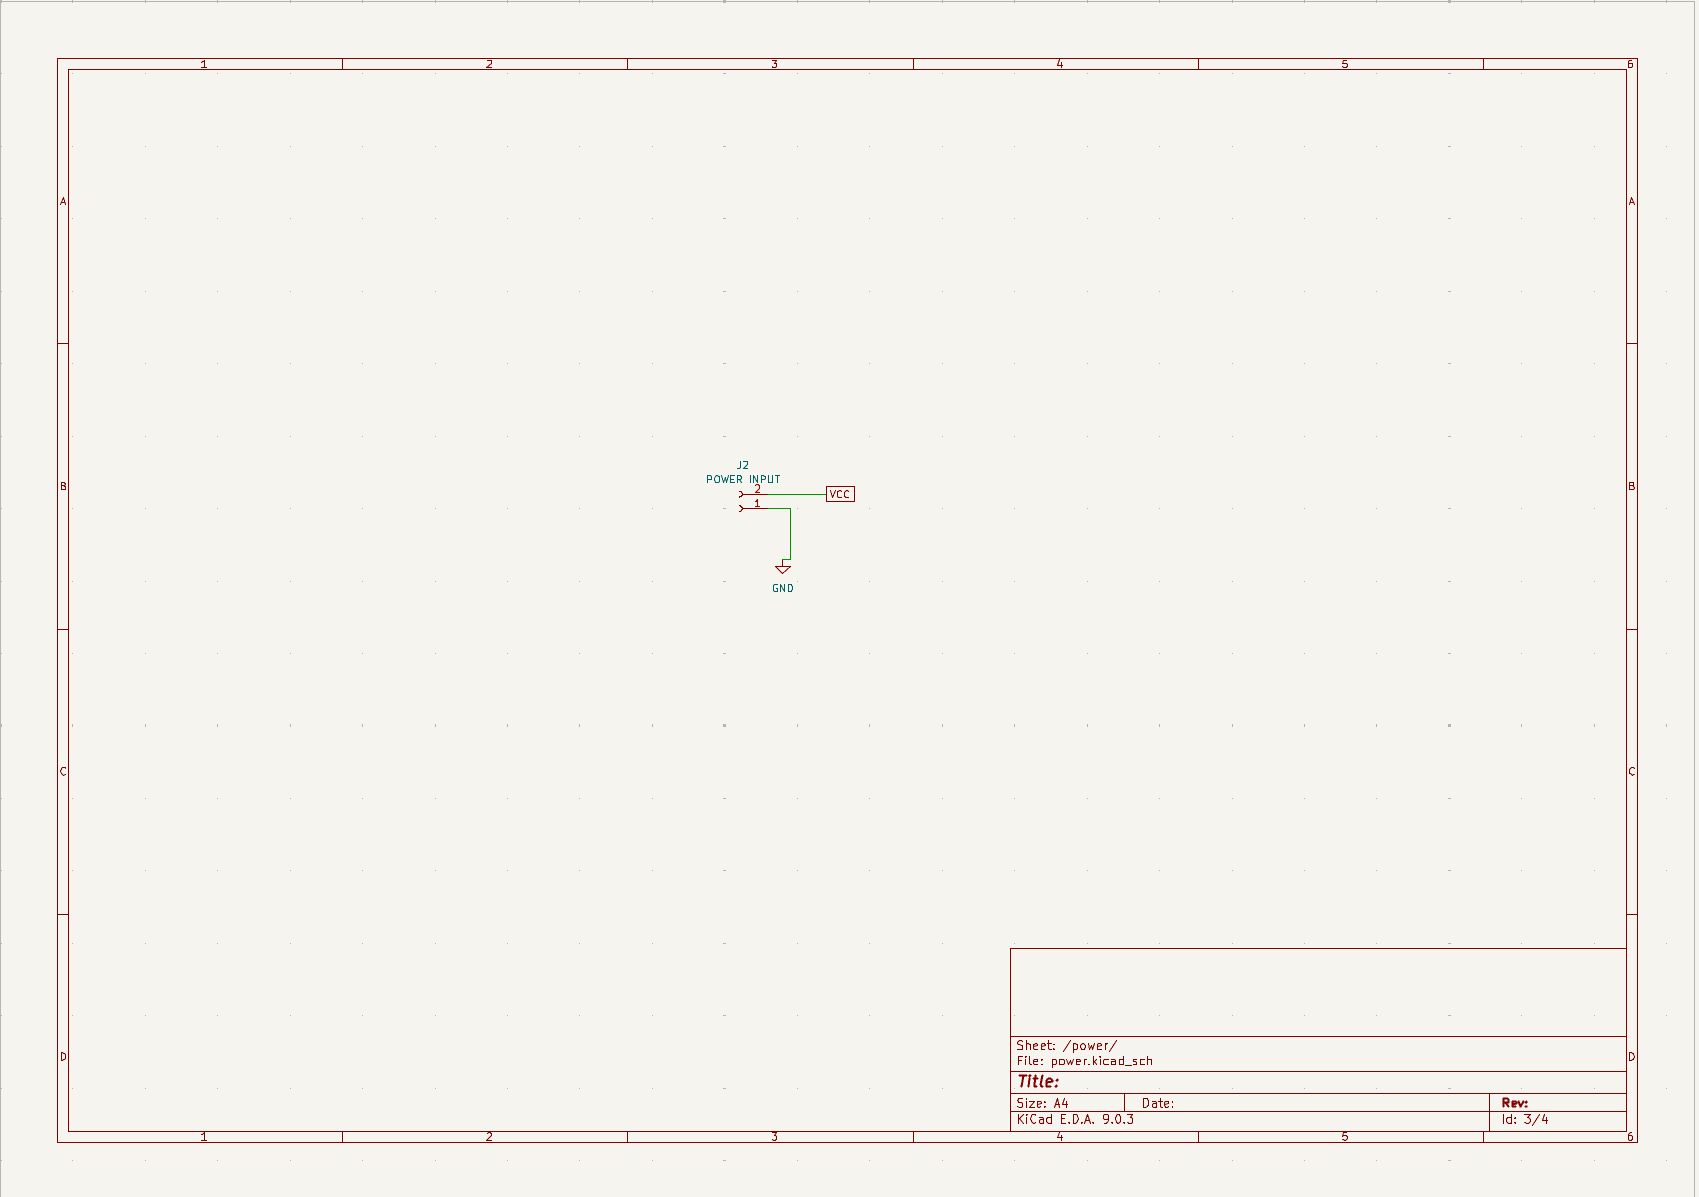 1 2 3 4 5 6
A A
J2
POWER INPUT
B 2 VCC B
1
GND
C C
Sheet: /power/
File: power.kicad_sch
D D
Title:
Size: A4 Date: Rev:
KiCad E.D.A. 9.0.3 Id: 3/4
1 2 3 4 5 6